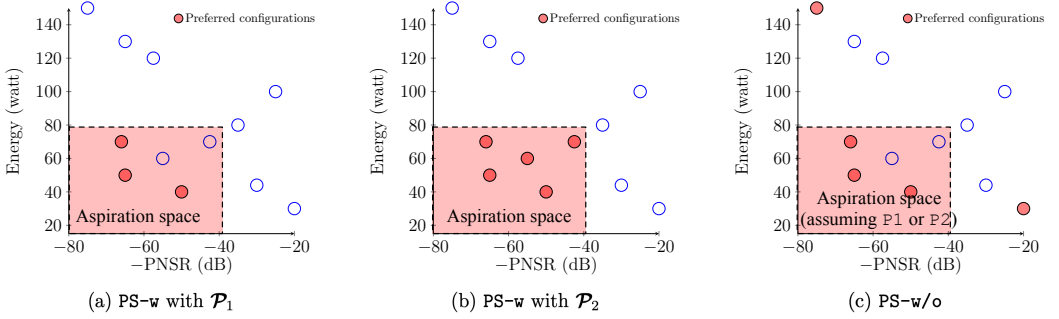 Preferred configurations
140
120
100
80
60
40
20
Energy (watt)
Aspiration space
−80 −60 −40 −20
−PNSR (dB)
(a) PS-w with 𝓟1
Preferred configurations
140
120
100
80
60
40
20
Energy (watt)
Aspiration space
−80 −60 −40 −20
−PNSR (dB)
(b) PS-w with 𝓟2
Preferred configurations
140
120
100
80
60
40
20
Energy (watt)
Aspiration space
(assuming P1 or P2)
−80 −60 −40 −20
−PNSR (dB)
(c) PS-w/o